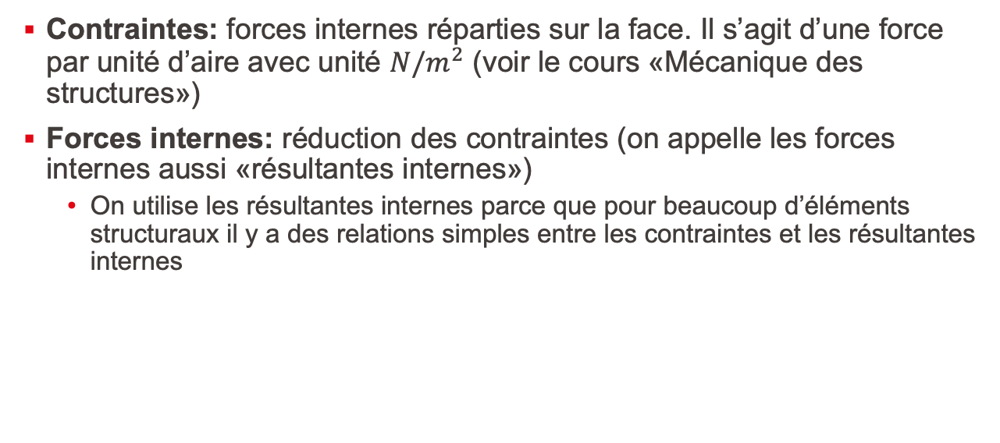 ▪ Contraintes: forces internes réparties sur la face. Il s’agit d’une force
par unité d’aire avec unité N/m² (voir le cours «Mécanique des
structures»)
▪ Forces internes: réduction des contraintes (on appelle les forces
internes aussi «résultantes internes»)
• On utilise les résultantes internes parce que pour beaucoup d’éléments
structuraux il y a des relations simples entre les contraintes et les résultantes
internes